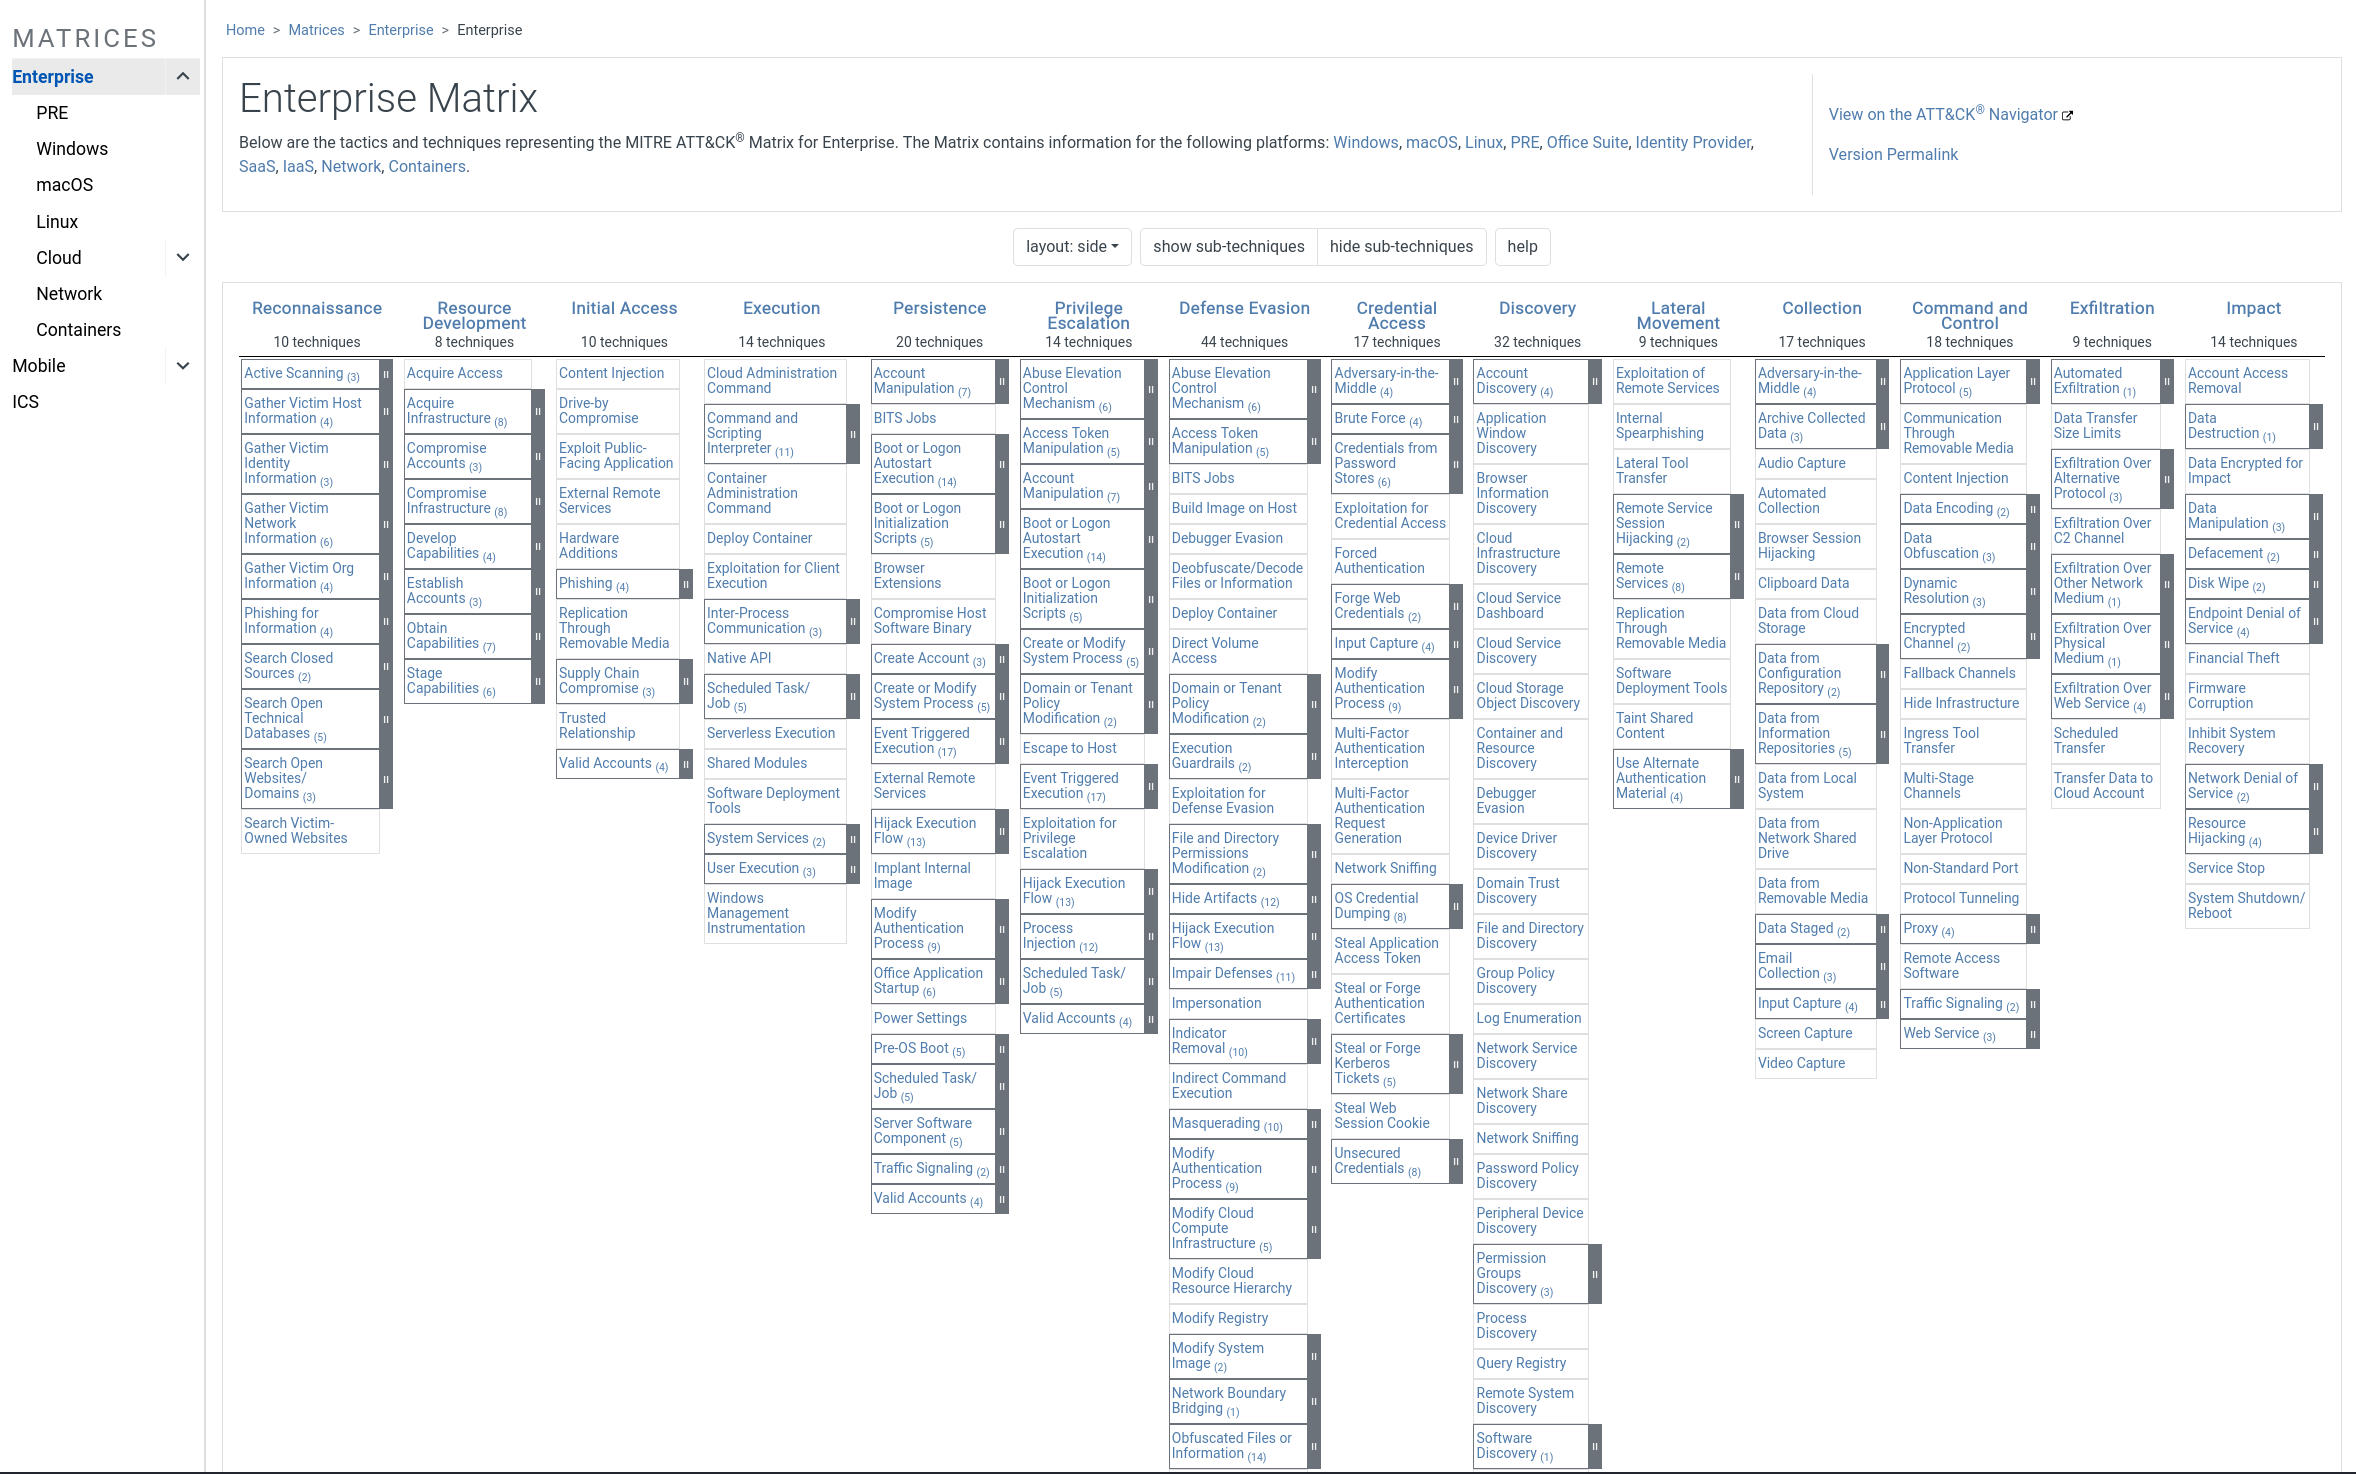 MATRICES
Enterprise
PRE
Windows
macOS
Linux
Cloud
Network
Containers
Mobile
ICS
Home > Matrices > Enterprise > Enterprise
Enterprise Matrix
Below are the tactics and techniques representing the MITRE ATT&CK® Matrix for Enterprise. The Matrix contains information for the following platforms: Windows, macOS, Linux, PRE, Office Suite, Identity Provider,
SaaS, IaaS, Network, Containers.
View on the ATT&CK® Navigator
Version Permalink
layout: side
show sub-techniques
hide sub-techniques
help
Reconnaissance
10 techniques
Active Scanning (3)
Gather Victim Host
Information (4)
Gather Victim
Identity
Information (3)
Gather Victim
Network
Information (6)
Gather Victim Org
Information (4)
Phishing for
Information (4)
Search Closed
Sources (2)
Search Open
Technical
Databases (5)
Search Open
Websites/
Domains (3)
Search Victim-
Owned Websites
Resource
Development
8 techniques
Acquire Access
Acquire
Infrastructure (8)
Compromise
Accounts (3)
Compromise
Infrastructure (8)
Develop
Capabilities (4)
Establish
Accounts (3)
Obtain
Capabilities (7)
Stage
Capabilities (6)
Initial Access
10 techniques
Content Injection
Drive-by
Compromise
Exploit Public-
Facing Application
External Remote
Services
Hardware
Additions
Phishing (4)
Replication
Through
Removable Media
Supply Chain
Compromise (3)
Trusted
Relationship
Valid Accounts (4)
Execution
14 techniques
Cloud Administration
Command
Command and
Scripting
Interpreter (11)
Container
Administration
Command
Deploy Container
Exploitation for Client
Execution
Inter-Process
Communication (3)
Native API
Scheduled Task/
Job (5)
Serverless Execution
Shared Modules
Software Deployment
Tools
System Services (2)
User Execution (3)
Windows
Management
Instrumentation
Persistence
20 techniques
Account
Manipulation (7)
BITS Jobs
Boot or Logon
Autostart
Execution (14)
Boot or Logon
Initialization
Scripts (5)
Browser
Extensions
Compromise Host
Software Binary
Create Account (3)
Create or Modify
System Process (5)
Event Triggered
Execution (17)
External Remote
Services
Hijack Execution
Flow (13)
Implant Internal
Image
Modify
Authentication
Process (9)
Office Application
Startup (6)
Power Settings
Pre-OS Boot (5)
Scheduled Task/
Job (5)
Server Software
Component (5)
Traffic Signaling (2)
Valid Accounts (4)
Privilege
Escalation
14 techniques
Abuse Elevation
Control
Mechanism (6)
Access Token
Manipulation (5)
Account
Manipulation (7)
Boot or Logon
Autostart
Execution (14)
Boot or Logon
Initialization
Scripts (5)
Create or Modify
System Process (5)
Domain or Tenant
Policy
Modification (2)
Escape to Host
Event Triggered
Execution (17)
Exploitation for
Privilege
Escalation
Hijack Execution
Flow (13)
Process
Injection (12)
Scheduled Task/
Job (5)
Valid Accounts (4)
Defense Evasion
44 techniques
Abuse Elevation
Control
Mechanism (6)
Access Token
Manipulation (5)
BITS Jobs
Build Image on Host
Debugger Evasion
Deobfuscate/Decode
Files or Information
Deploy Container
Direct Volume
Access
Domain or Tenant
Policy
Modification (2)
Execution
Guardrails (2)
Exploitation for
Defense Evasion
File and Directory
Permissions
Modification (2)
Hide Artifacts (12)
Hijack Execution
Flow (13)
Impair Defenses (11)
Impersonation
Indicator
Removal (10)
Indirect Command
Execution
Masquerading (10)
Modify
Authentication
Process (9)
Modify Cloud
Compute
Infrastructure (5)
Modify Cloud
Resource Hierarchy
Modify Registry
Modify System
Image (2)
Network Boundary
Bridging (1)
Obfuscated Files or
Information (14)
Credential
Access
17 techniques
Adversary-in-the-
Middle (4)
Brute Force (4)
Credentials from
Password
Stores (6)
Exploitation for
Credential Access
Forced
Authentication
Forge Web
Credentials (2)
Input Capture (4)
Modify
Authentication
Process (9)
Multi-Factor
Authentication
Interception
Multi-Factor
Authentication
Request
Generation
Network Sniffing
OS Credential
Dumping (8)
Steal Application
Access Token
Steal or Forge
Authentication
Certificates
Steal or Forge
Kerberos
Tickets (5)
Steal Web
Session Cookie
Unsecured
Credentials (8)
Discovery
32 techniques
Account
Discovery (4)
Application
Window
Discovery
Browser
Information
Discovery
Cloud
Infrastructure
Discovery
Cloud Service
Dashboard
Cloud Service
Discovery
Cloud Storage
Object Discovery
Container and
Resource
Discovery
Debugger
Evasion
Device Driver
Discovery
Domain Trust
Discovery
File and Directory
Discovery
Group Policy
Discovery
Log Enumeration
Network Service
Discovery
Network Share
Discovery
Network Sniffing
Password Policy
Discovery
Peripheral Device
Discovery
Permission
Groups
Discovery (3)
Process
Discovery
Query Registry
Remote System
Discovery
Software
Discovery (1)
Lateral
Movement
9 techniques
Exploitation of
Remote Services
Internal
Spearphishing
Lateral Tool
Transfer
Remote Service
Session
Hijacking (2)
Remote
Services (8)
Replication
Through
Removable Media
Software
Deployment Tools
Taint Shared
Content
Use Alternate
Authentication
Material (4)
Collection
17 techniques
Adversary-in-the-
Middle (4)
Archive Collected
Data (3)
Audio Capture
Automated
Collection
Browser Session
Hijacking
Clipboard Data
Data from Cloud
Storage
Data from
Configuration
Repository (2)
Data from
Information
Repositories (5)
Data from Local
System
Data from
Network Shared
Drive
Data from
Removable Media
Data Staged (2)
Email
Collection (3)
Input Capture (4)
Screen Capture
Video Capture
Command and
Control
18 techniques
Application Layer
Protocol (5)
Communication
Through
Removable Media
Content Injection
Data Encoding (2)
Data
Obfuscation (3)
Dynamic
Resolution (3)
Encrypted
Channel (2)
Fallback Channels
Hide Infrastructure
Ingress Tool
Transfer
Multi-Stage
Channels
Non-Application
Layer Protocol
Non-Standard Port
Protocol Tunneling
Proxy (4)
Remote Access
Software
Traffic Signaling (2)
Web Service (3)
Exfiltration
9 techniques
Automated
Exfiltration (1)
Data Transfer
Size Limits
Exfiltration Over
Alternative
Protocol (3)
Exfiltration Over
C2 Channel
Exfiltration Over
Other Network
Medium (1)
Exfiltration Over
Physical
Medium (1)
Exfiltration Over
Web Service (4)
Scheduled
Transfer
Transfer Data to
Cloud Account
Impact
14 techniques
Account Access
Removal
Data
Destruction (1)
Data Encrypted for
Impact
Data
Manipulation (3)
Defacement (2)
Disk Wipe (2)
Endpoint Denial of
Service (4)
Financial Theft
Firmware
Corruption
Inhibit System
Recovery
Network Denial of
Service (2)
Resource
Hijacking (4)
Service Stop
System Shutdown/
Reboot